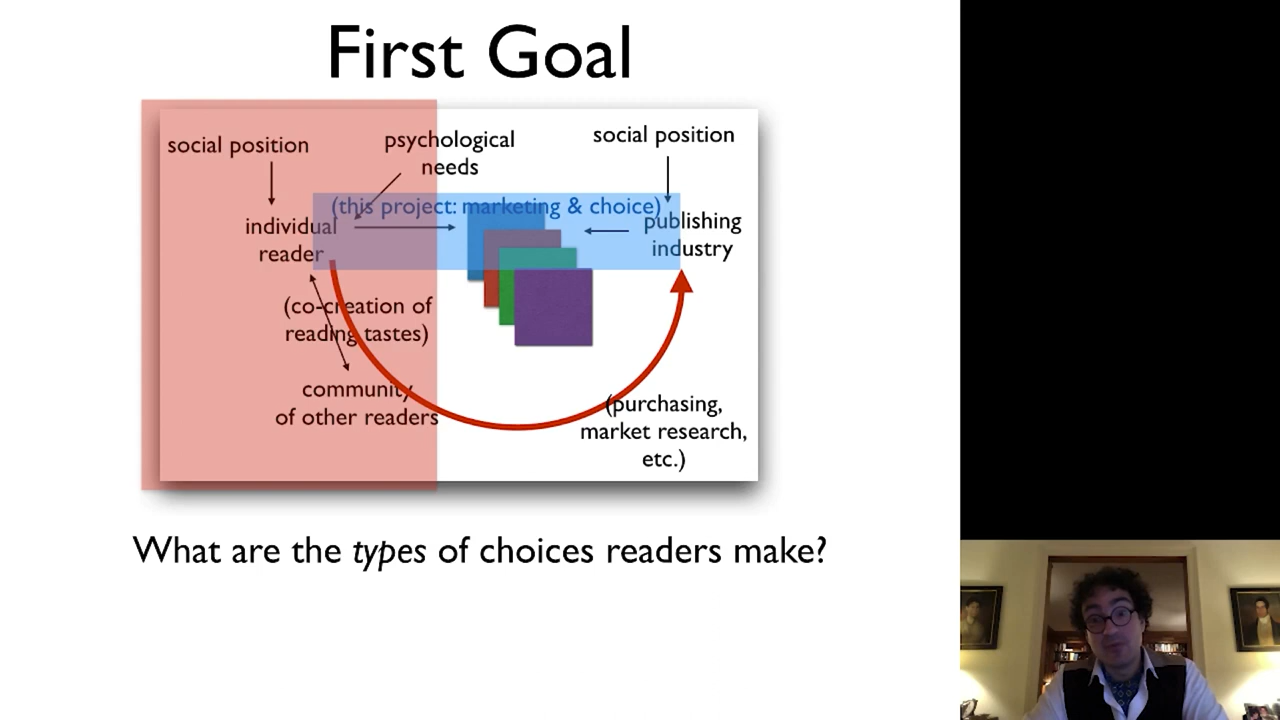 First Goal
social position
psychological
needs
social position
(this project: marketing & choice)
individual
reader
publishing
industry
(co-creation of
reading tastes)
community
of other readers
(purchasing,
market research,
etc.)
What are the types of choices readers make?